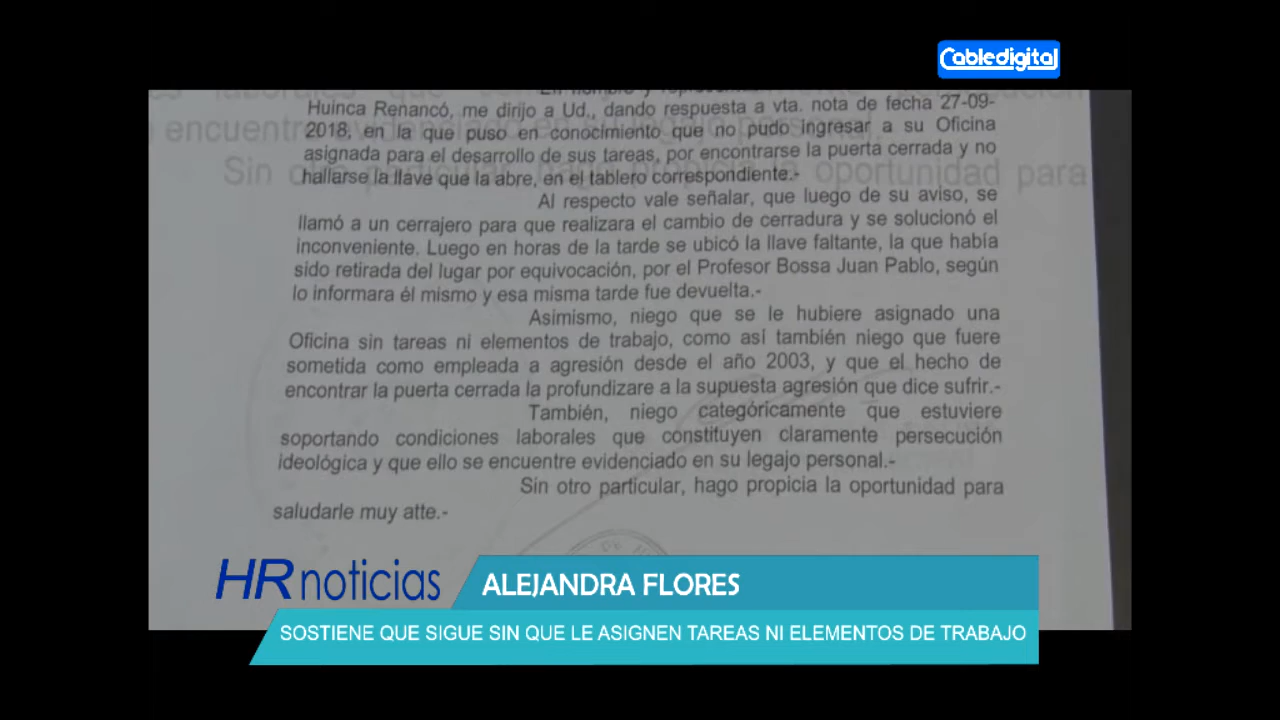 Cabledigital
En nombre y
Huinca Renancó, me dirijo a Ud., dando respuesta a vta. nota de fecha 27-09-
2018, en la que puso en conocimiento que no pudo ingresar a su Oficina
asignada para el desarrollo de sus tareas, por encontrarse la puerta cerrada y no
hallarse la llave que la abre, en el tablero correspondiente.-
Al respecto vale señalar, que luego de su aviso, se
llamó a un cerrajero para que realizara el cambio de cerradura y se solucionó el
inconveniente. Luego en horas de la tarde se ubicó la llave faltante, la que había
sido retirada del lugar por equivocación, por el Profesor Bossa Juan Pablo, según
lo informara él mismo y esa misma tarde fue devuelta.-
Asimismo, niego que se le hubiere asignado una
Oficina sin tareas ni elementos de trabajo, como así también niego que fuere
sometida como empleada a agresión desde el año 2003, y que el hecho de
encontrar la puerta cerrada la profundizare a la supuesta agresión que dice sufrir.-
También, niego categóricamente que estuviere
soportando condiciones laborales que constituyen claramente persecución
ideológica y que ello se encuentre evidenciado en su legajo personal.-
Sin otro particular, hago propicia la oportunidad para
saludarle muy atte.-
HR noticias
ALEJANDRA FLORES
SOSTIENE QUE SIGUE SIN QUE LE ASIGNEN TAREAS NI ELEMENTOS DE TRABAJO